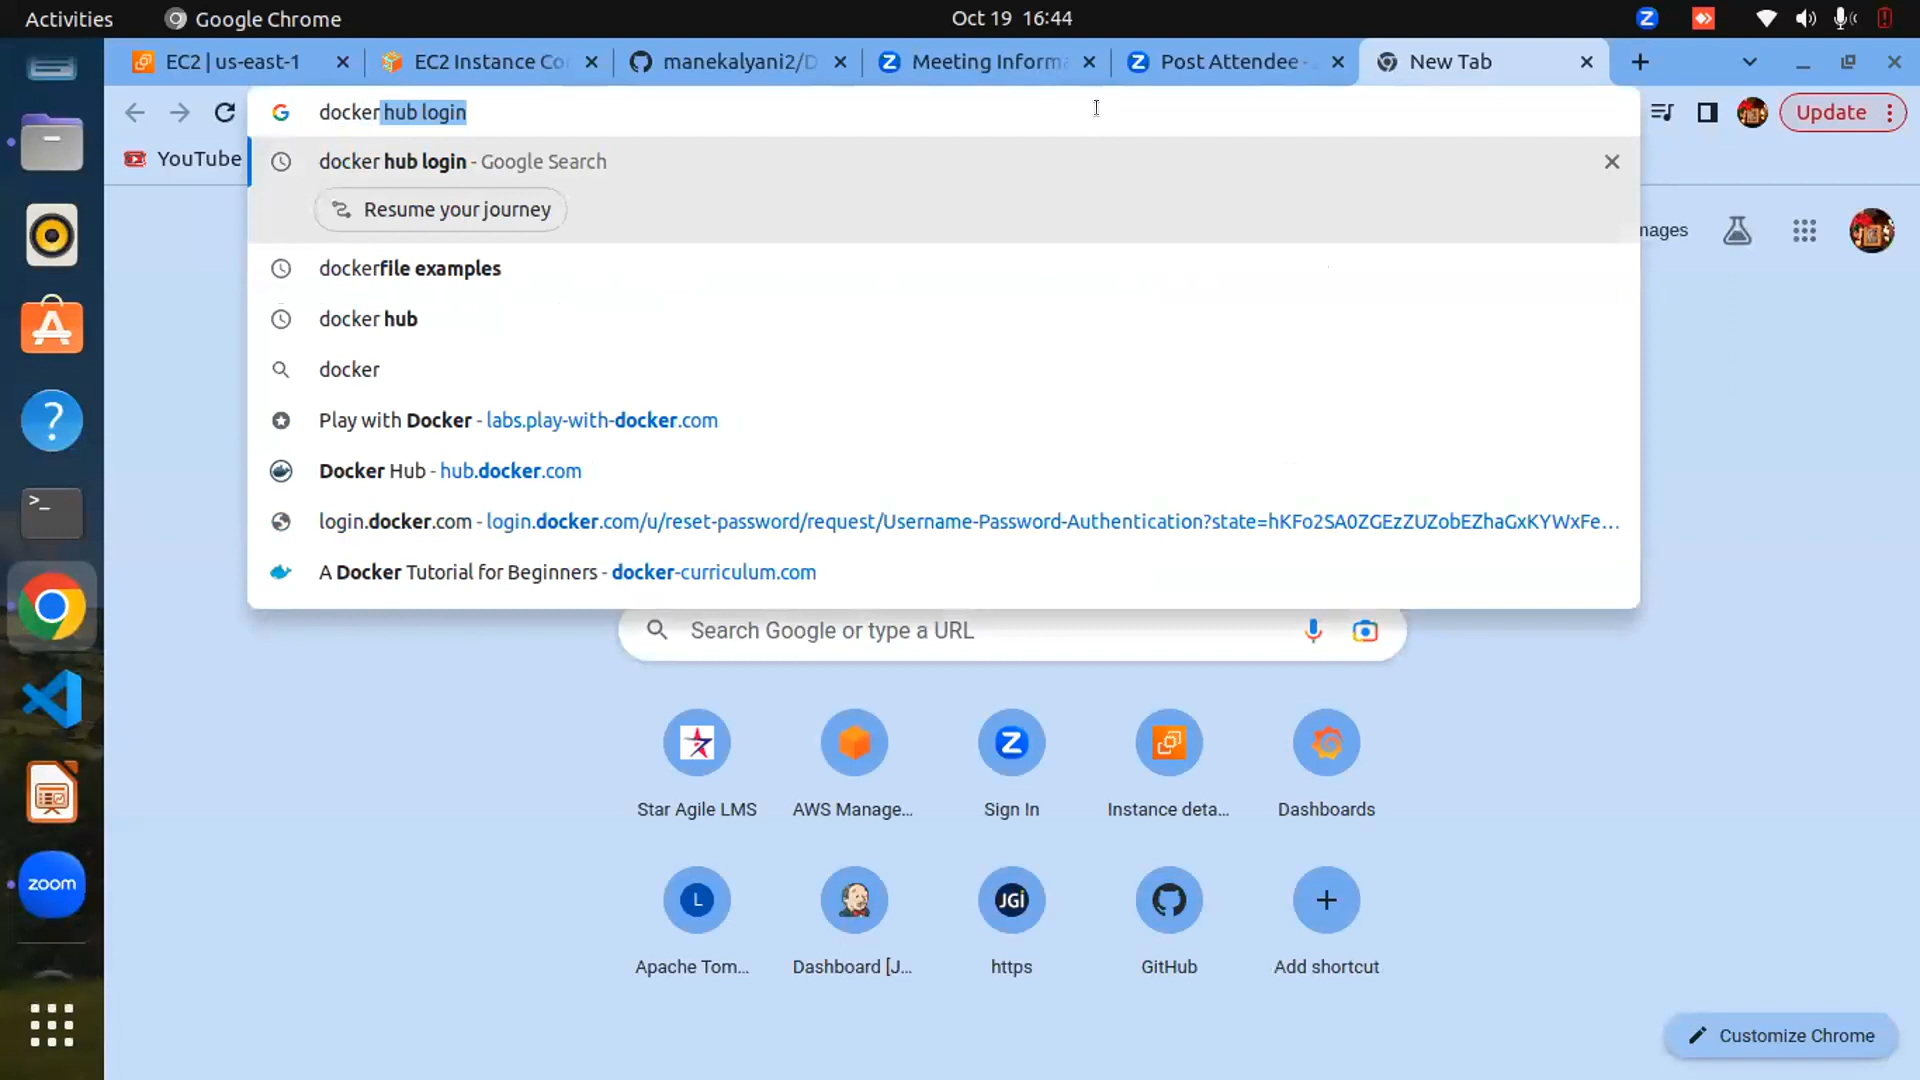 Activities
Google Chrome
Oct 19 16:44
EC2 | us-east-1
EC2 Instance Co
manekalyani2/D
Meeting Informa
Post Attendee -
New Tab
docker hub login
Update
YouTube
docker hub login - Google Search
Resume your journey
mages
dockerfile examples
docker hub
docker
Play with Docker - labs.play-with-docker.com
Docker Hub - hub.docker.com
login.docker.com - login.docker.com/u/reset-password/request/Username-Password-Authentication?state=hKFo2SA0ZGEzZUZobEZhaGxKYWxFe...
A Docker Tutorial for Beginners - docker-curriculum.com
Search Google or type a URL
Star Agile LMS
AWS Manage...
Sign In
Instance deta...
Dashboards
L
JGi
Apache Tom...
Dashboard [J...
https
GitHub
Add shortcut
zoom
Customize Chrome